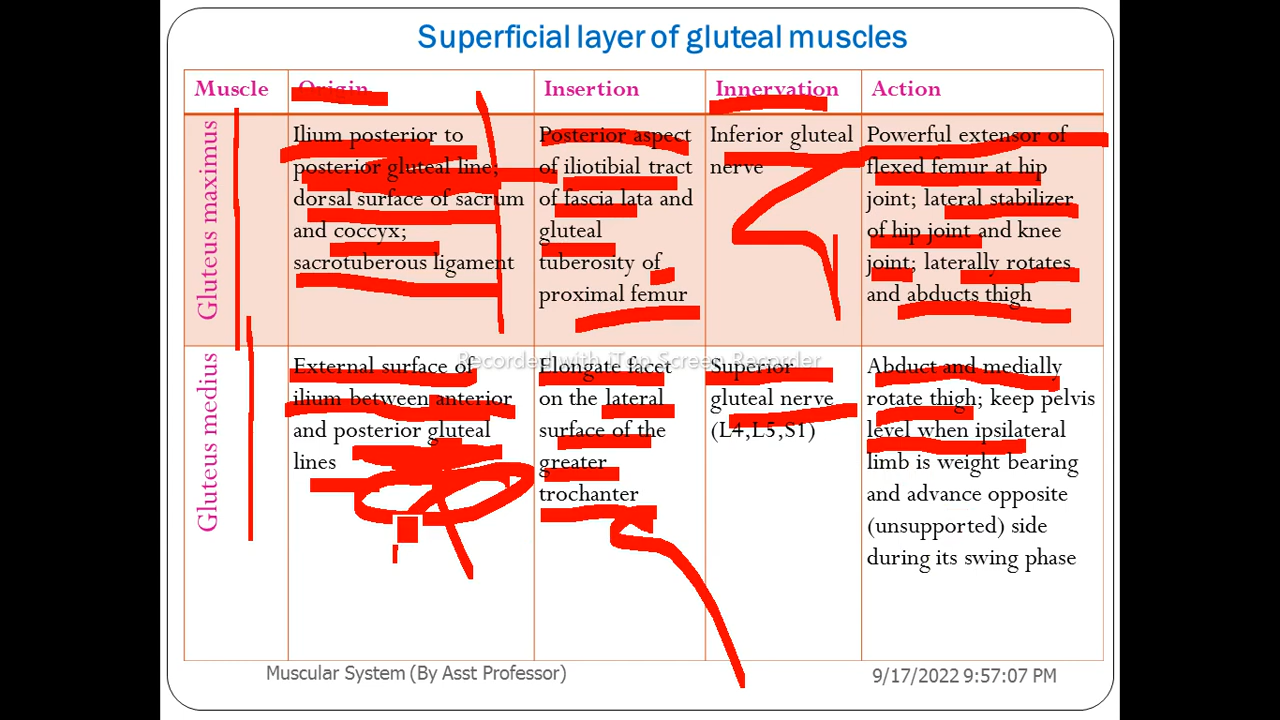 Superficial layer of gluteal muscles
Muscle
Origin
Insertion
Innervation
Action
Gluteus maximus
Ilium posterior to
posterior gluteal line;
dorsal surface of sacrum
and coccyx;
sacrotuberous ligament
Posterior aspect
of iliotibial tract
of fascia lata and
gluteal
tuberosity of
proximal femur
Inferior gluteal
nerve
Powerful extensor of
flexed femur at hip
joint; lateral stabilizer
of hip joint and knee
joint; laterally rotates
and abducts thigh
Gluteus medius
External surface of
ilium between anterior
and posterior gluteal
lines
Elongate facet
on the lateral
surface of the
greater
trochanter
Superior
gluteal nerve
(L4,L5,S1)
Abduct and medially
rotate thigh; keep pelvis
level when ipsilateral
limb is weight bearing
and advance opposite
(unsupported) side
during its swing phase
Recorded with iTop Screen Recorder
Muscular System (By Asst Professor)
9/17/2022 9:57:07 PM